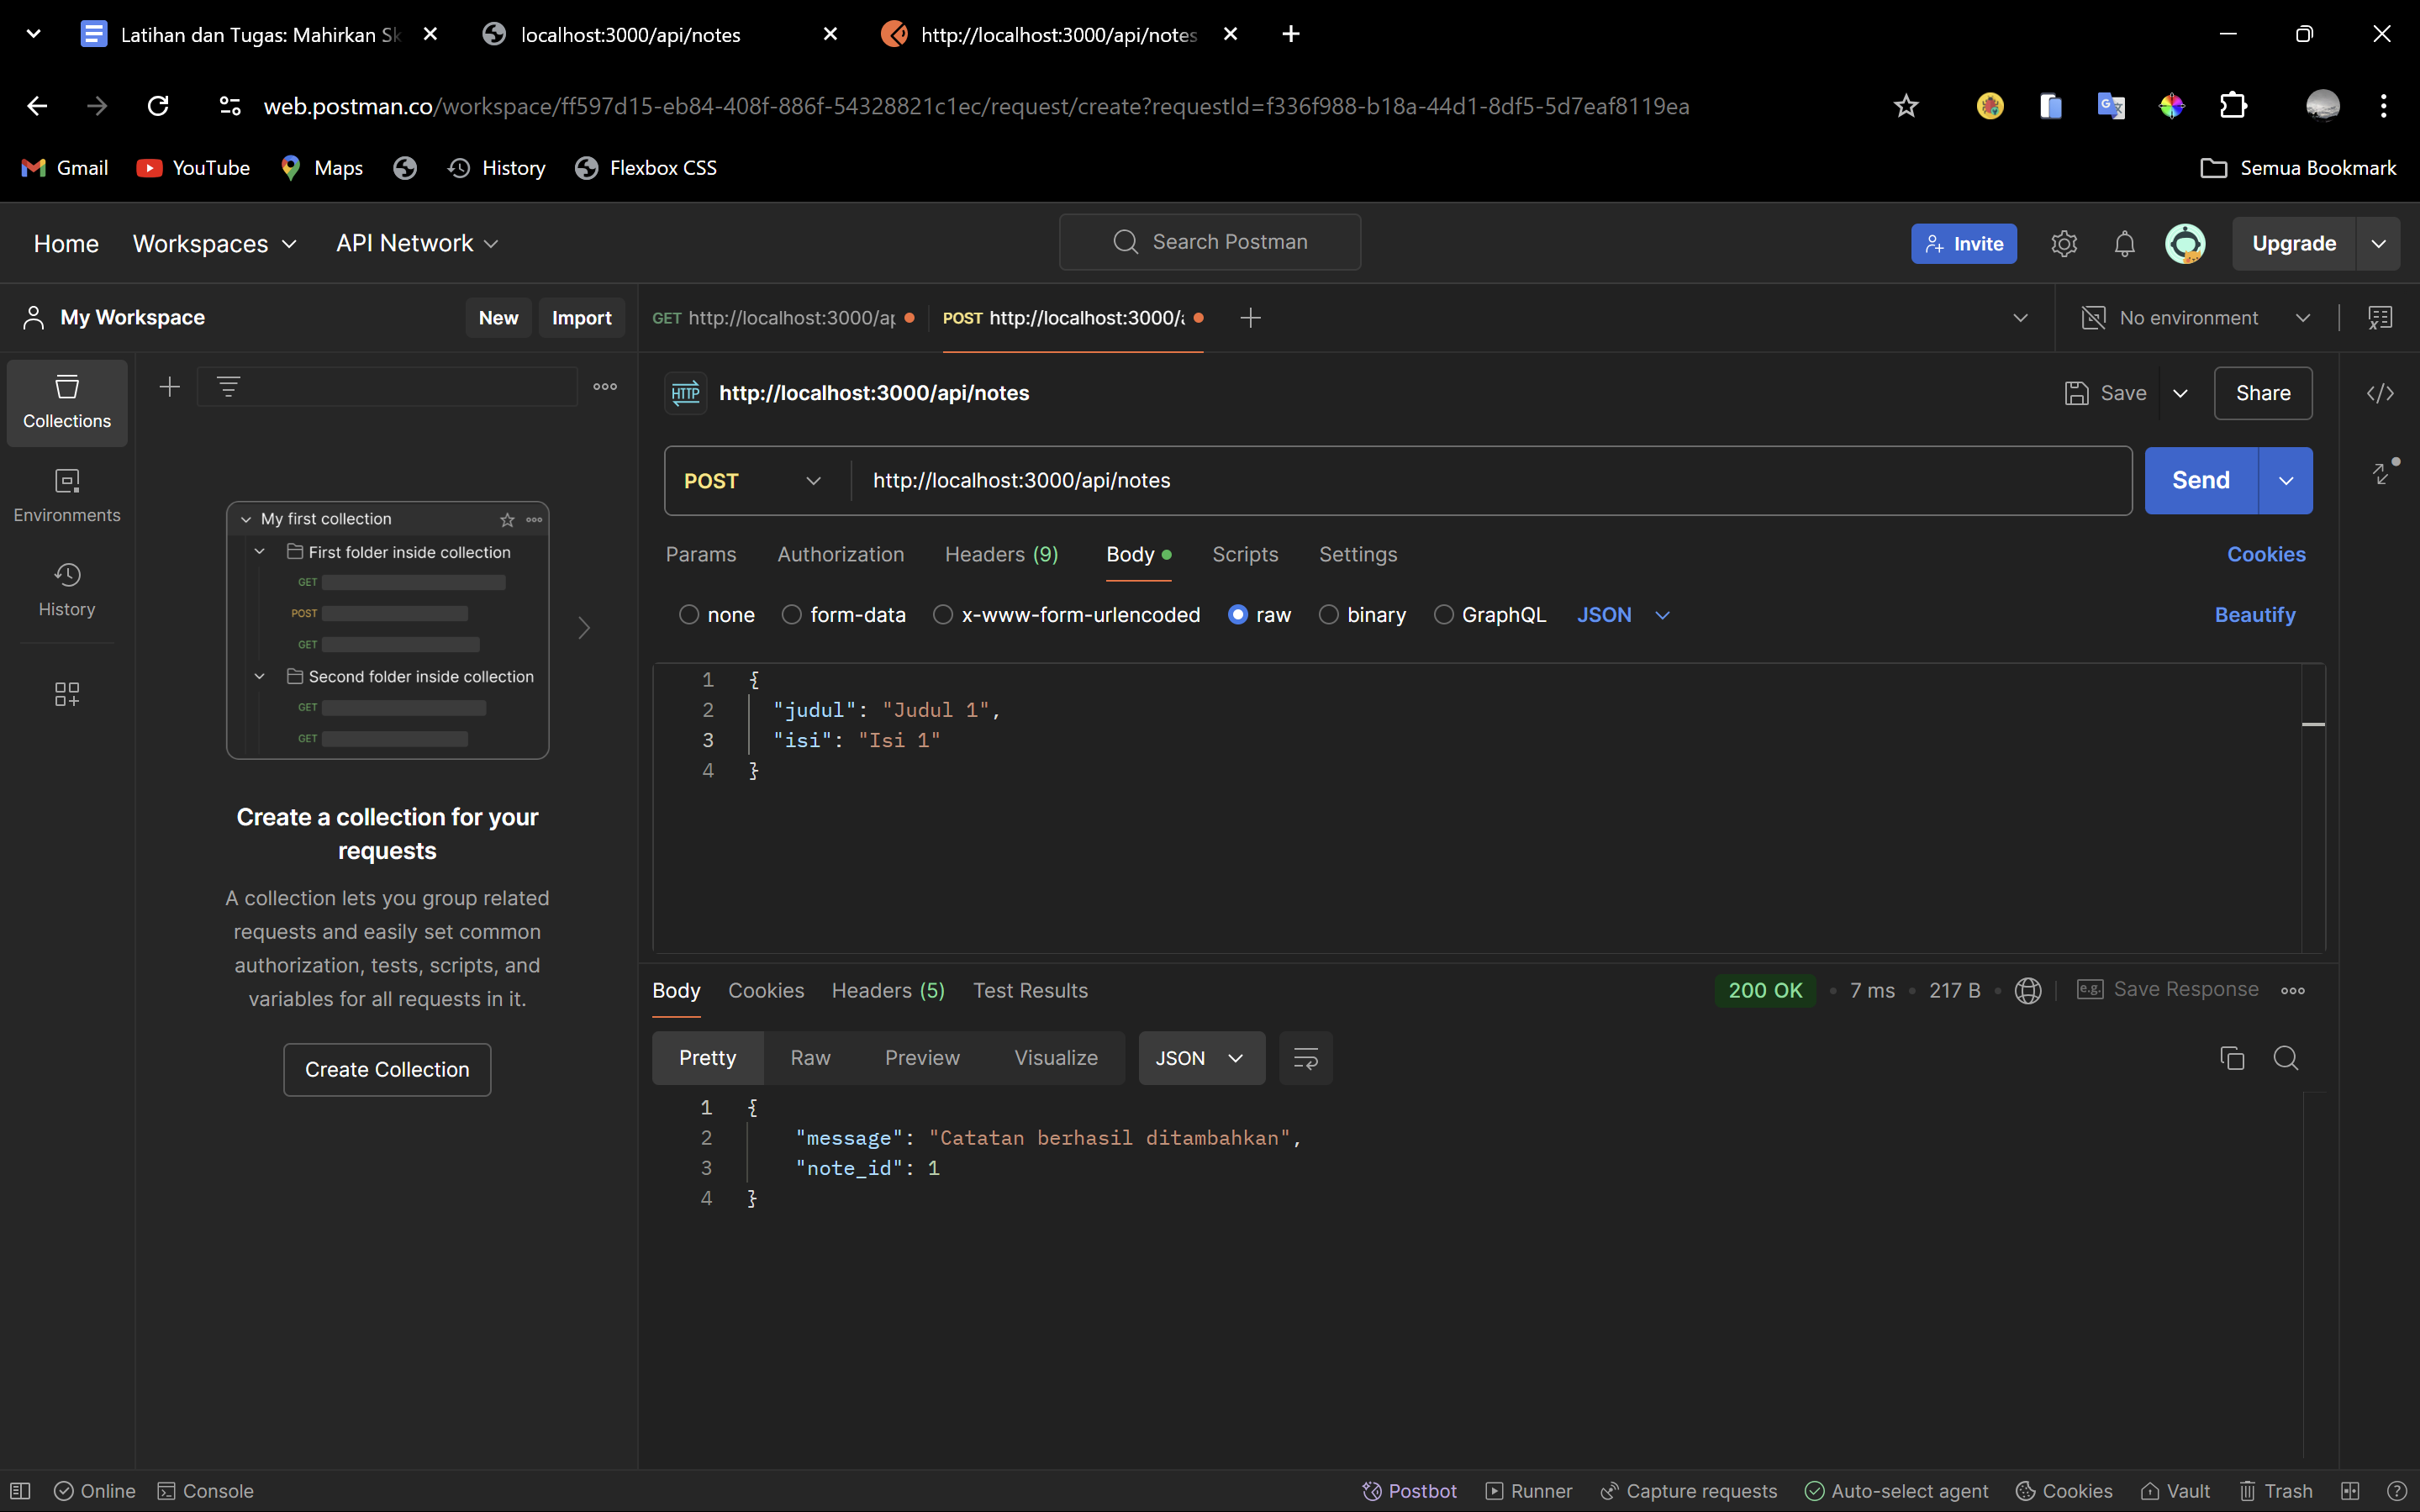 Latihan dan Tugas: Mahirkan Sk
localhost:3000/api/notes
http://localhost:3000/api/notes
web.postman.co/workspace/ff597d15-eb84-408f-886f-54328821c1ec/request/create?requestId=f336f988-b18a-44d1-8df5-5d7eaf8119ea
Gmail YouTube Maps History Flexbox CSS Semua Bookmark
Home Workspaces API Network Search Postman Invite Upgrade
My Workspace New Import
GET http://localhost:3000/ap POST http://localhost:3000/a No environment
Collections
Environments
History
My first collection
First folder inside collection
GET
POST
GET
Second folder inside collection
GET
GET
Create a collection for your
requests
A collection lets you group related
requests and easily set common
authorization, tests, scripts, and
variables for all requests in it.
Create Collection
HTTP http://localhost:3000/api/notes Save Share
POST http://localhost:3000/api/notes Send
Params Authorization Headers (9) Body Scripts Settings Cookies
none form-data x-www-form-urlencoded raw binary GraphQL JSON Beautify
1 {
2 "judul": "Judul 1",
3 "isi": "Isi 1"
4 }
Body Cookies Headers (5) Test Results 200 OK 7 ms 217 B e.g. Save Response
Pretty Raw Preview Visualize JSON
1 {
2 "message": "Catatan berhasil ditambahkan",
3 "note_id": 1
4 }
Online Console Postbot Runner Capture requests Auto-select agent Cookies Vault Trash